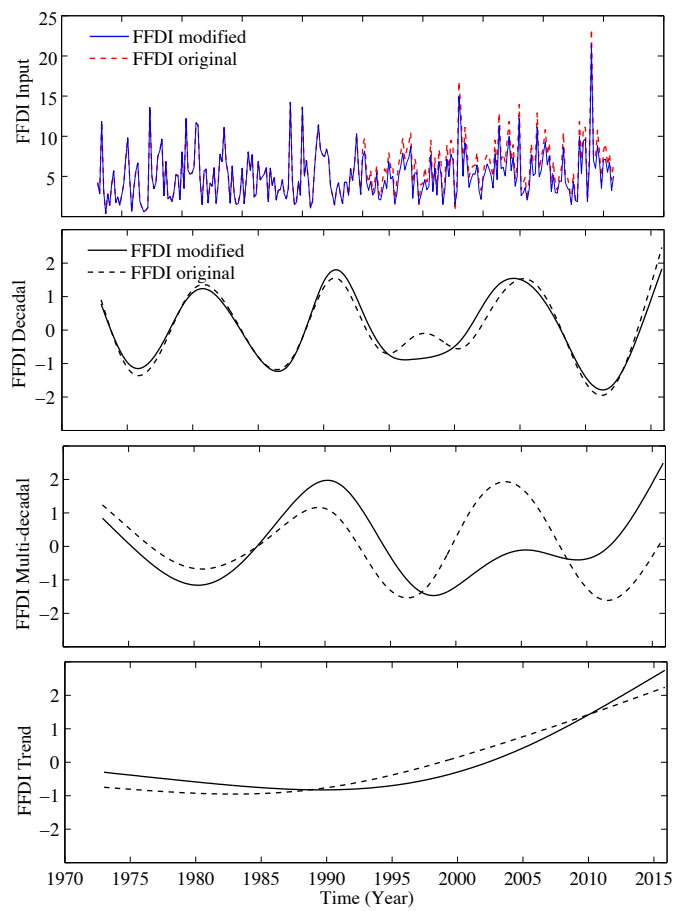 25
20
15
10
5
FFDI Input
FFDI modified
FFDI original
2
1
0
−1
−2
FFDI Decadal
FFDI modified
FFDI original
2
1
0
−1
−2
FFDI Multi-decadal
2
1
0
−1
−2
FFDI Trend
1970 1975 1980 1985 1990 1995 2000 2005 2010 2015
Time (Year)